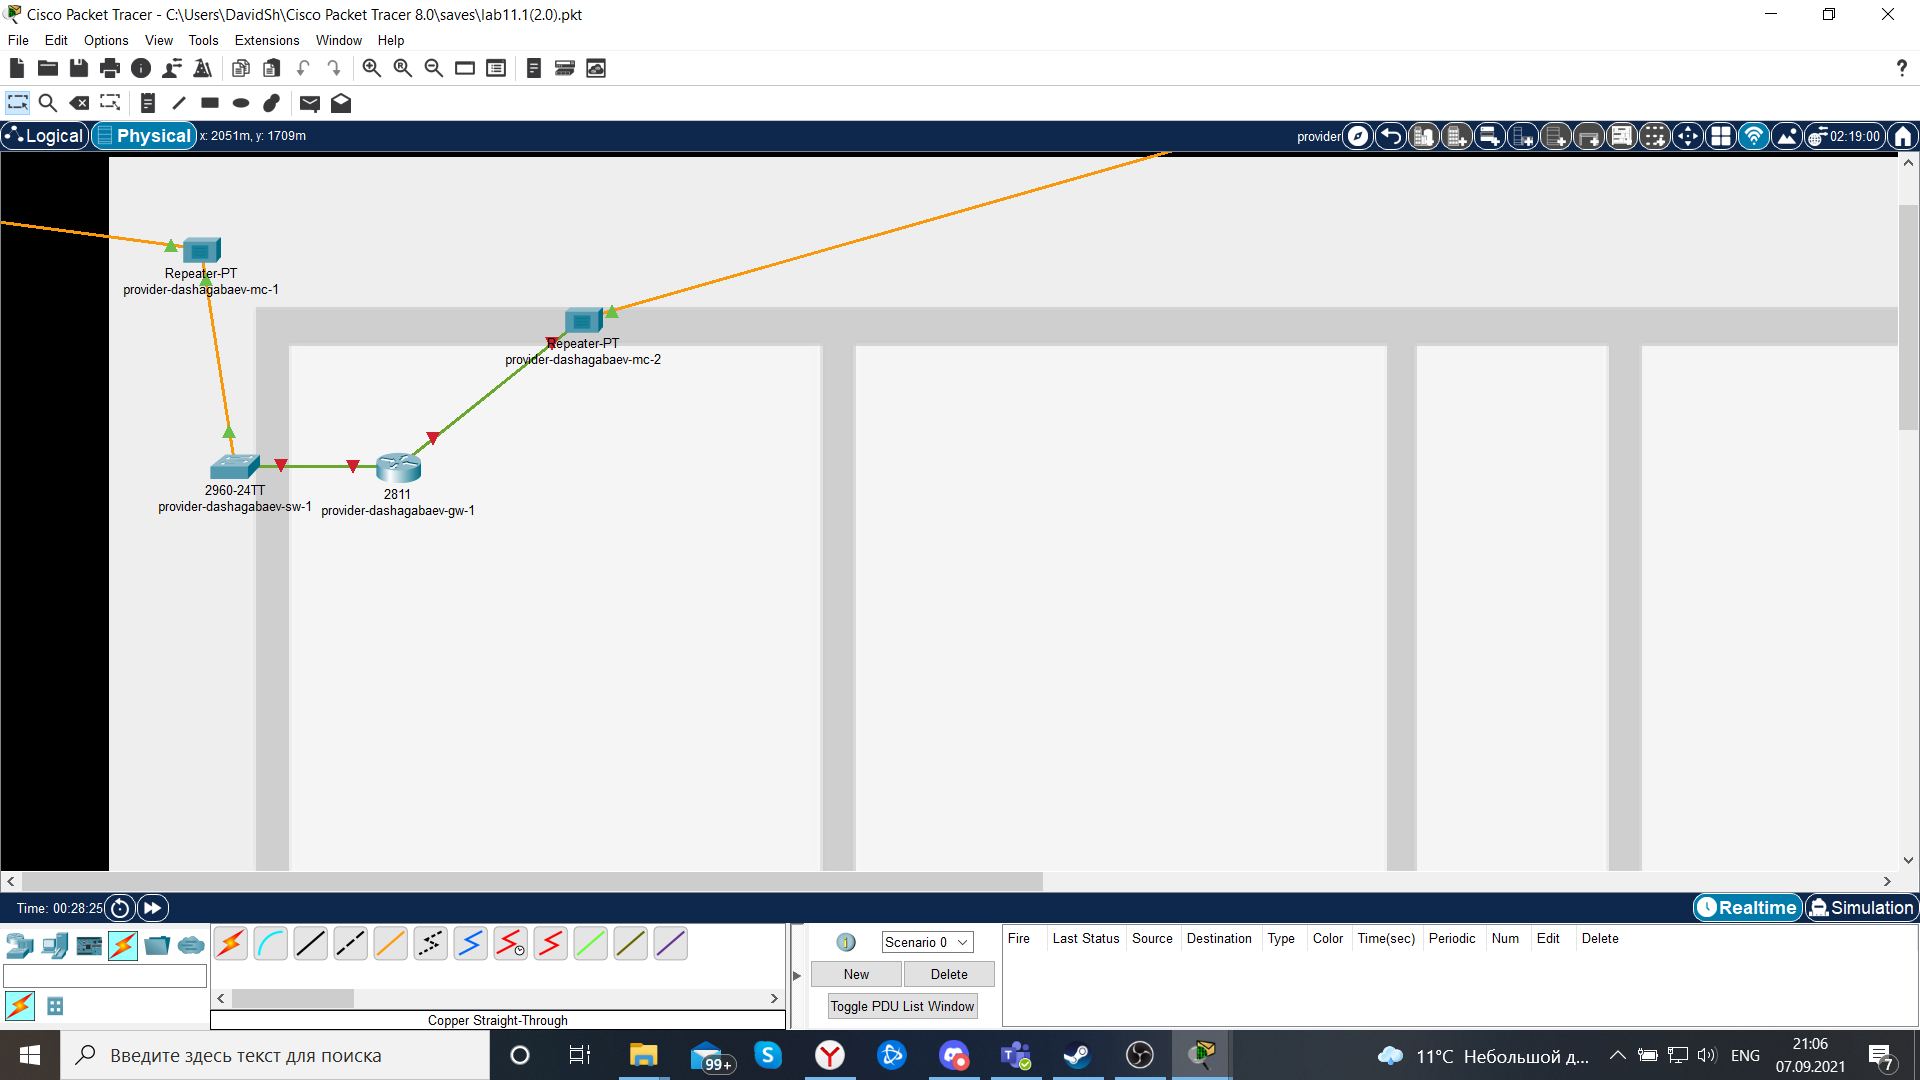 Cisco Packet Tracer - C:\Users\DavidSh\Cisco Packet Tracer 8.0\saves\lab11.1(2.0).pkt
File Edit Options View Tools Extensions Window Help
Logical Physical x: 2051m, y: 1709m provider 02:19:00
Repeater-PT
provider-dashagabaev-mc-1
Repeater-PT
provider-dashagabaev-mc-2
2960-24TT
provider-dashagabaev-sw-1
2811
provider-dashagabaev-gw-1
Time: 00:28:25 Realtime Simulation
Scenario 0
New Delete
Toggle PDU List Window
Fire Last Status Source Destination Type Color Time(sec) Periodic Num Edit Delete
Copper Straight-Through
Введите здесь текст для поиска
99+
11°C Небольшой д...
ENG
21:06
07.09.2021
7